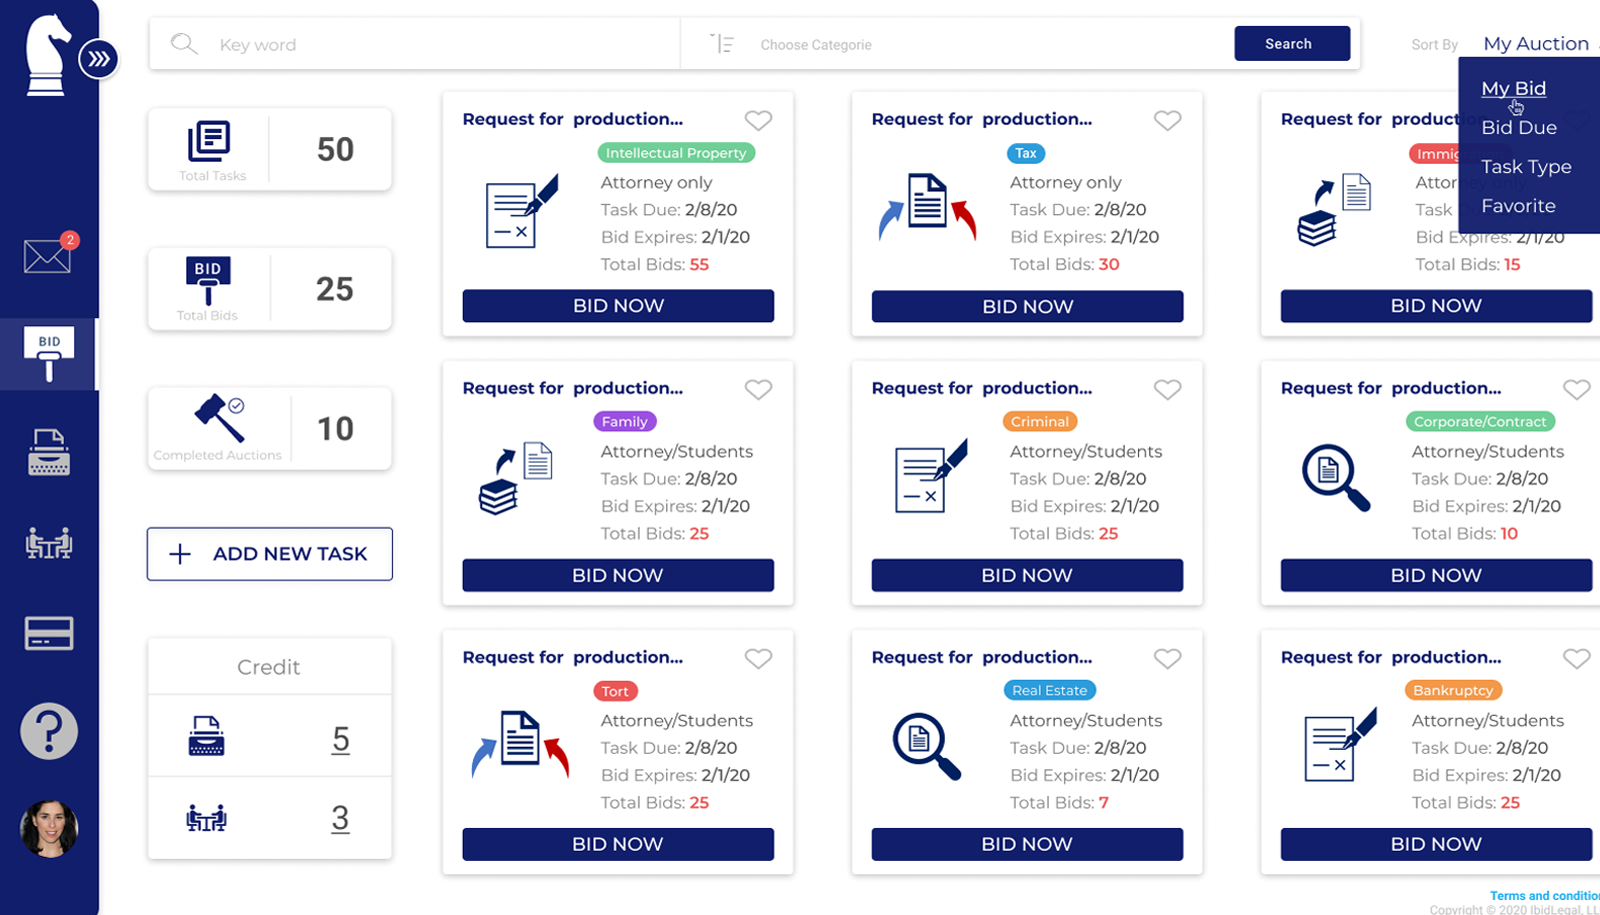 Key word
Choose Categorie
Search
Sort By
My Auction
My Bid
Bid Due
Task Type
Favorite
50
Total Tasks
BID
25
Total Bids
10
Completed Auctions
ADD NEW TASK
Credit
5
3
2
BID
Request for production...
Intellectual Property
Attorney only
Task Due: 2/8/20
Bid Expires: 2/1/20
Total Bids: 55
BID NOW
Request for production...
Tax
Attorney only
Task Due: 2/8/20
Bid Expires: 2/1/20
Total Bids: 30
BID NOW
Request for production...
Immig
Attorney only
Task
Bid Expires: 2/1/20
Total Bids: 15
BID NOW
Request for production...
Family
Attorney/Students
Task Due: 2/8/20
Bid Expires: 2/1/20
Total Bids: 25
BID NOW
Request for production...
Criminal
Attorney/Students
Task Due: 2/8/20
Bid Expires: 2/1/20
Total Bids: 25
BID NOW
Request for production...
Corporate/Contract
Attorney/Students
Task Due: 2/8/20
Bid Expires: 2/1/20
Total Bids: 10
BID NOW
Request for production...
Tort
Attorney/Students
Task Due: 2/8/20
Bid Expires: 2/1/20
Total Bids: 25
BID NOW
Request for production...
Real Estate
Attorney/Students
Task Due: 2/8/20
Bid Expires: 2/1/20
Total Bids: 7
BID NOW
Request for production...
Bankruptcy
Attorney/Students
Task Due: 2/8/20
Bid Expires: 2/1/20
Total Bids: 25
BID NOW
Terms and condition
Copyright © 2020 IbidLegal, LL